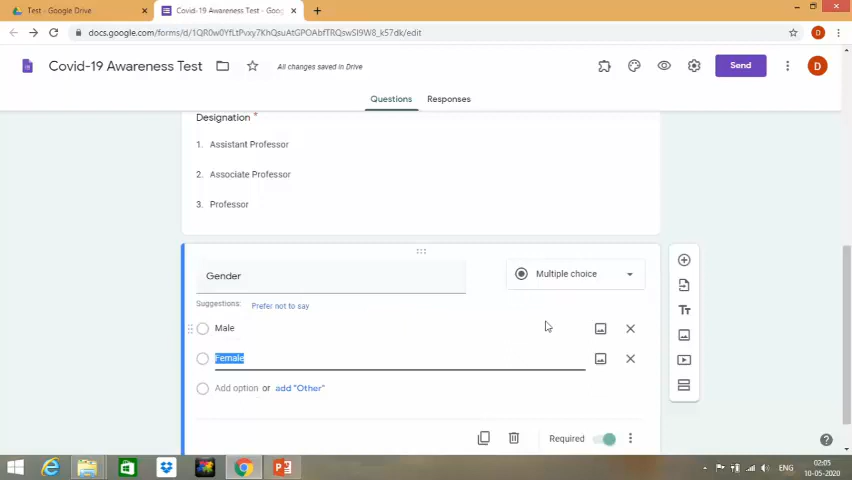 Test - Google Drive
Covid-19 Awareness Test - Goog
docs.google.com/forms/d/1QR0w0YfLtPvxy7KhQsuAtGPOAbfTRQswSI9W8_k57dk/edit
Covid-19 Awareness Test
All changes saved in Drive
Send
D
D
Questions
Responses
Designation *
1. Assistant Professor
2. Associate Professor
3. Professor
Gender
Multiple choice
Suggestions: Prefer not to say
Male
Female
Add option or add "Other"
Required
ENG
02:05
10-05-2020